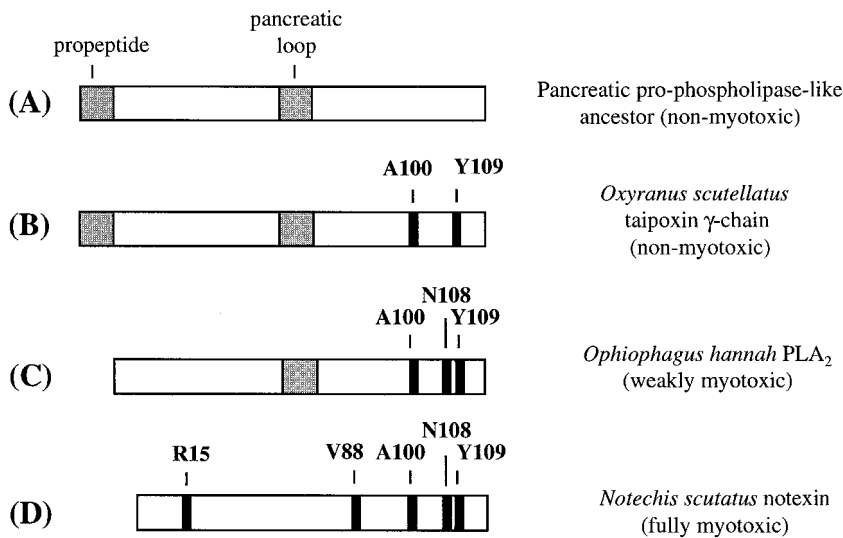 pancreatic
propeptide loop
(A) Pancreatic pro-phospholipase-like
ancestor (non-myotoxic)
A100 Y109
(B) Oxyranus scutellatus
taipoxin γ-chain
(non-myotoxic)
N108
A100 Y109
(C) Ophiophagus hannah PLA₂
(weakly myotoxic)
N108
R15 V88 A100 Y109
(D) Notechis scutatus notexin
(fully myotoxic)